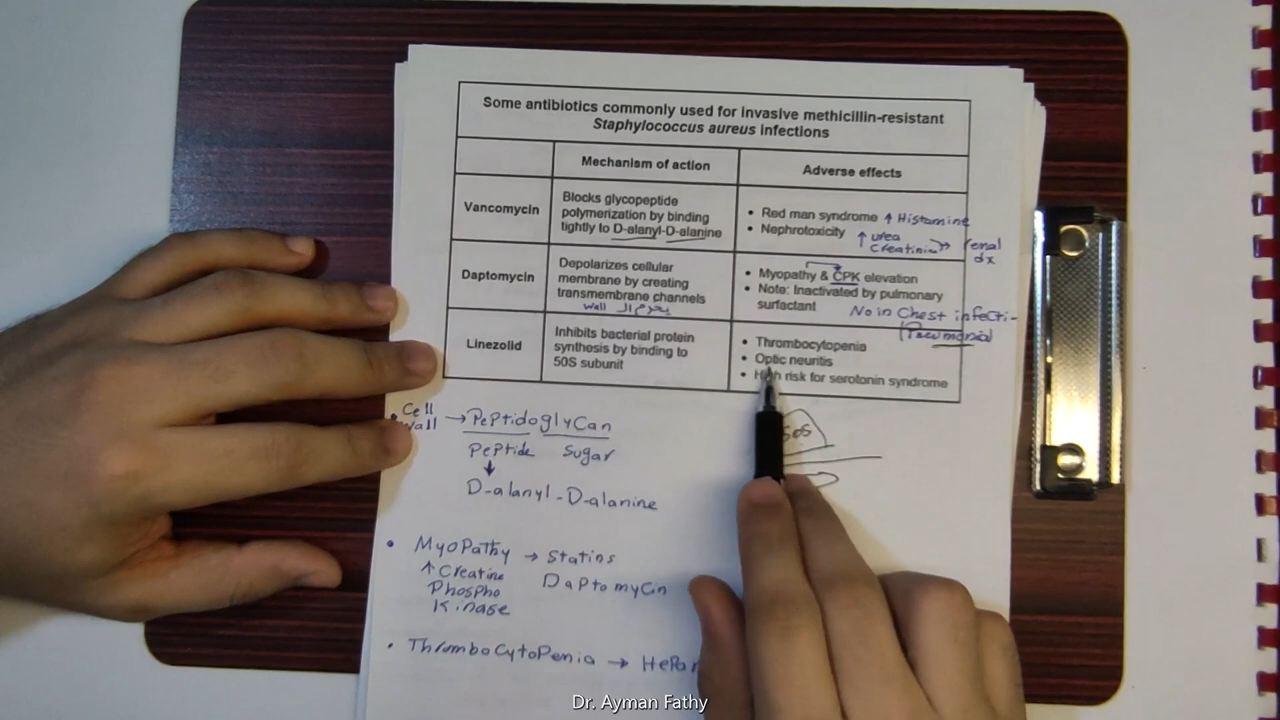 Some antibiotics commonly used for invasive methicillin-resistant
Staphylococcus aureus infections
Mechanism of action
Adverse effects
Vancomycin
Blocks glycopeptide
polymerization by binding
tightly to D-alanyl-D-alanine
• Red man syndrome ↑ Histamine
• Nephrotoxicity ↑ urea
Creatinin → renal
dx
Daptomycin
Depolarizes cellular
membrane by creating
transmembrane channels
• Myopathy & CPK elevation
• Note: Inactivated by pulmonary
surfactant
wall بيخرم ال
No in Chest infecti-
Pneumonia
Linezolid
Inhibits bacterial protein
synthesis by binding to
50S subunit
• Thrombocytopenia
• Optic neuritis
• High risk for serotonin syndrome
50S
• Cell
wall → Peptidoglycan
Peptide Sugar
↓
D-alanyl-D-alanine
• Myopathy → Statins
↑ Creatine Daptomycin
Phospho
Kinase
• Thrombocytopenia → Hepar
Dr. Ayman Fathy